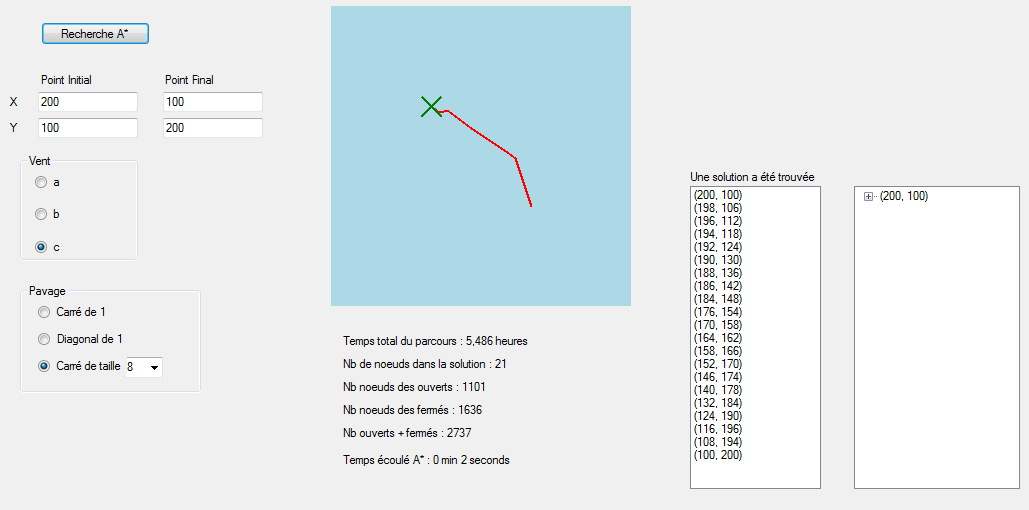 Recherche A*
Point Initial Point Final
X 200 100
Y 100 200
Vent
a
b
c
Pavage
Carré de 1
Diagonal de 1
Carré de taille 8
Temps total du parcours : 5,486 heures
Nb de noeuds dans la solution : 21
Nb noeuds des ouverts : 1101
Nb noeuds des fermés : 1636
Nb ouverts + fermés : 2737
Temps écoulé A* : 0 min 2 seconds
Une solution a été trouvée
(200, 100)
(198, 106)
(196, 112)
(194, 118)
(192, 124)
(190, 130)
(188, 136)
(186, 142)
(184, 148)
(176, 154)
(170, 158)
(164, 162)
(158, 166)
(152, 170)
(146, 174)
(140, 178)
(132, 184)
(124, 190)
(116, 196)
(108, 194)
(100, 200)
(200, 100)